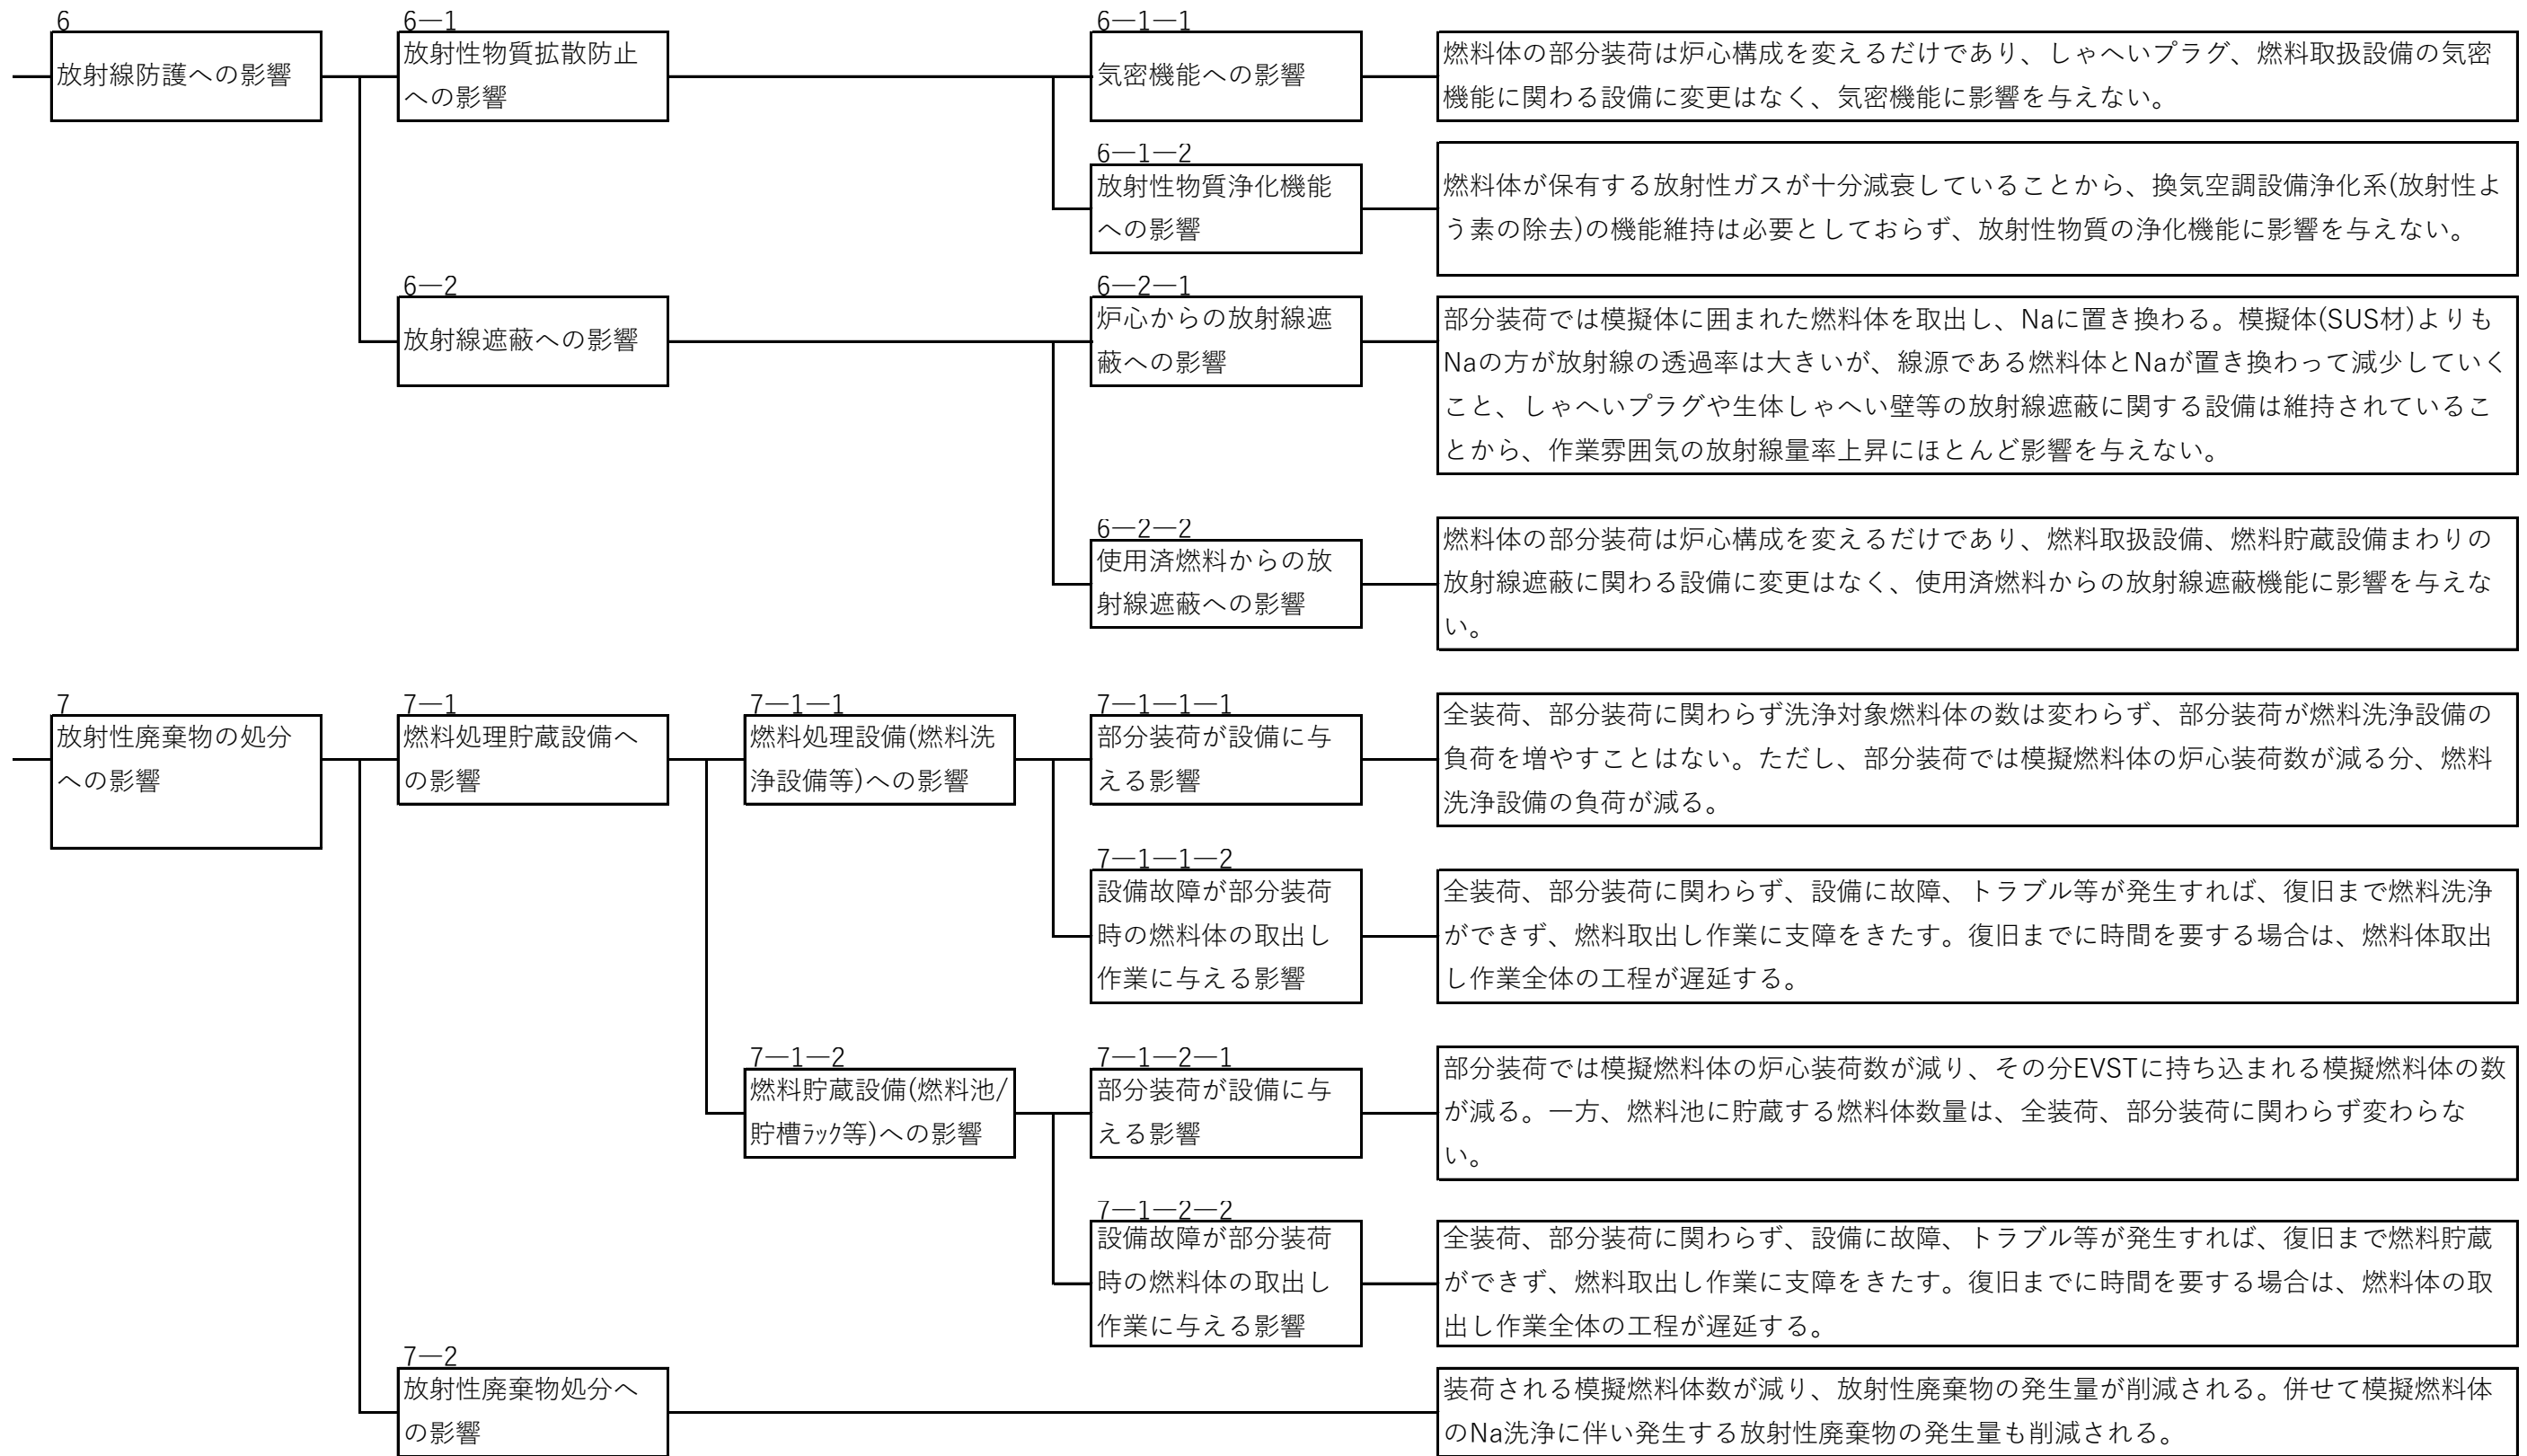 6
放射線防護への影響
6―1
放射性物質拡散防止
への影響
6―1―1
気密機能への影響
燃料体の部分装荷は炉心構成を変えるだけであり、しゃへいプラグ、燃料取扱設備の気密
機能に関わる設備に変更はなく、気密機能に影響を与えない。
6―1―2
放射性物質浄化機能
への影響
燃料体が保有する放射性ガスが十分減衰していることから、換気空調設備浄化系(放射性よ
う素の除去)の機能維持は必要としておらず、放射性物質の浄化機能に影響を与えない。
6―2
放射線遮蔽への影響
6―2―1
炉心からの放射線遮
蔽への影響
部分装荷では模擬体に囲まれた燃料体を取出し、Naに置き換わる。模擬体(SUS材)よりも
Naの方が放射線の透過率は大きいが、線源である燃料体とNaが置き換わって減少していく
こと、しゃへいプラグや生体しゃへい壁等の放射線遮蔽に関する設備は維持されているこ
とから、作業雰囲気の放射線量率上昇にほとんど影響を与えない。
6―2―2
使用済燃料からの放
射線遮蔽への影響
燃料体の部分装荷は炉心構成を変えるだけであり、燃料取扱設備、燃料貯蔵設備まわりの
放射線遮蔽に関わる設備に変更はなく、使用済燃料からの放射線遮蔽機能に影響を与えな
い。
7
放射性廃棄物の処分
への影響
7―1
燃料処理貯蔵設備へ
の影響
7―1―1
燃料処理設備(燃料洗
浄設備等)への影響
7―1―1―1
部分装荷が設備に与
える影響
全装荷、部分装荷に関わらず洗浄対象燃料体の数は変わらず、部分装荷が燃料洗浄設備の
負荷を増やすことはない。ただし、部分装荷では模擬燃料体の炉心装荷数が減る分、燃料
洗浄設備の負荷が減る。
7―1―1―2
設備故障が部分装荷
時の燃料体の取出し
作業に与える影響
全装荷、部分装荷に関わらず、設備に故障、トラブル等が発生すれば、復旧まで燃料洗浄
ができず、燃料取出し作業に支障をきたす。復旧までに時間を要する場合は、燃料体取出
し作業全体の工程が遅延する。
7―1―2
燃料貯蔵設備(燃料池/
貯槽ﾗｯｸ等)への影響
7―1―2―1
部分装荷が設備に与
える影響
部分装荷では模擬燃料体の炉心装荷数が減り、その分EVSTに持ち込まれる模擬燃料体の数
が減る。一方、燃料池に貯蔵する燃料体数量は、全装荷、部分装荷に関わらず変わらな
い。
7―1―2―2
設備故障が部分装荷
時の燃料体の取出し
作業に与える影響
全装荷、部分装荷に関わらず、設備に故障、トラブル等が発生すれば、復旧まで燃料貯蔵
ができず、燃料取出し作業に支障をきたす。復旧までに時間を要する場合は、燃料体の取
出し作業全体の工程が遅延する。
7―2
放射性廃棄物処分へ
の影響
装荷される模擬燃料体数が減り、放射性廃棄物の発生量が削減される。併せて模擬燃料体
のNa洗浄に伴い発生する放射性廃棄物の発生量も削減される。